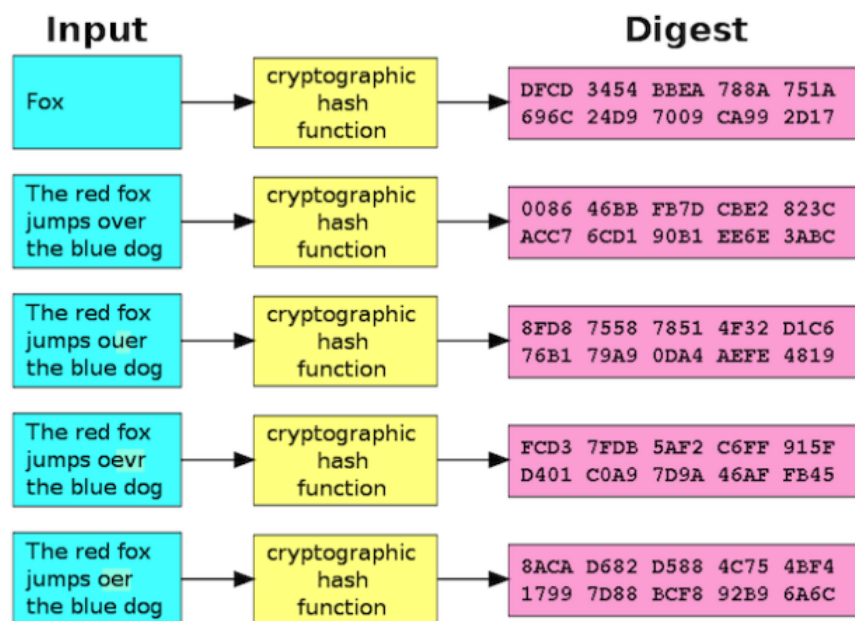 Input Digest
Fox
cryptographic
hash
function
DFCD 3454 BBEA 788A 751A
696C 24D9 7009 CA99 2D17
The red fox
jumps over
the blue dog
cryptographic
hash
function
0086 46BB FB7D CBE2 823C
ACC7 6CD1 90B1 EE6E 3ABC
The red fox
jumps ouer
the blue dog
cryptographic
hash
function
8FD8 7558 7851 4F32 D1C6
76B1 79A9 0DA4 AEFE 4819
The red fox
jumps oevr
the blue dog
cryptographic
hash
function
FCD3 7FDB 5AF2 C6FF 915F
D401 C0A9 7D9A 46AF FB45
The red fox
jumps oer
the blue dog
cryptographic
hash
function
8ACA D682 D588 4C75 4BF4
1799 7D88 BCF8 92B9 6A6C